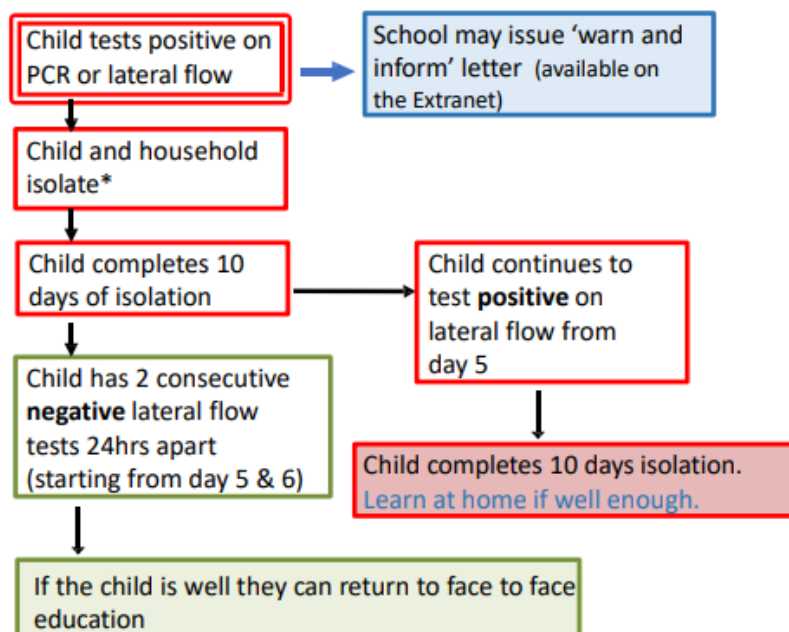 Child tests positive on
PCR or lateral flow
School may issue ‘warn and
inform’ letter (available on
the Extranet)
Child and household
isolate*
Child completes 10
days of isolation
Child continues to
test positive on
lateral flow from
day 5
Child has 2 consecutive
negative lateral flow
tests 24hrs apart
(starting from day 5 & 6)
Child completes 10 days isolation.
Learn at home if well enough.
If the child is well they can return to face to face
education